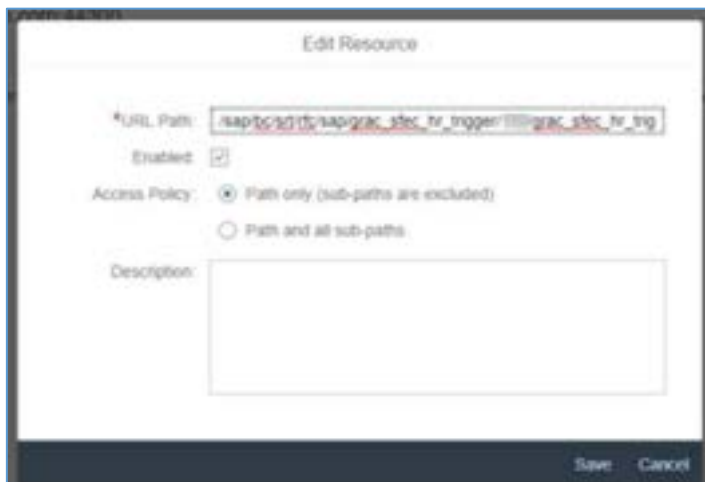 Edit Resource
*URL Path: /sap/bc/srt/rfc/sap/grac_sfec_hr_trigger/ /grac_sfec_hr_trig
Enabled:
Access Policy: Path only (sub-paths are excluded)
Path and all sub-paths
Description:
Save Cancel